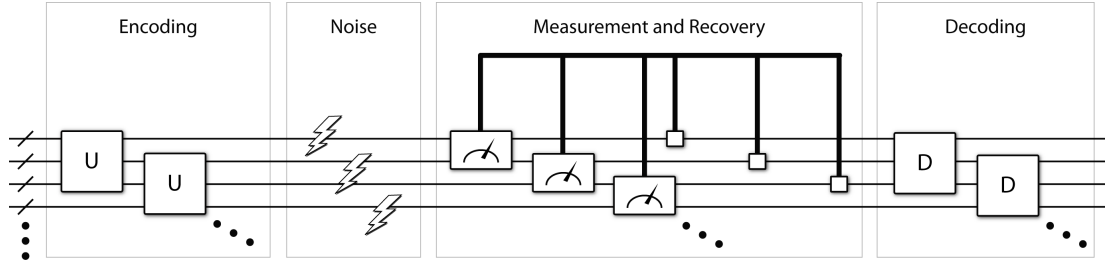 Encoding
Noise
Measurement and Recovery
Decoding
U
U
D
D